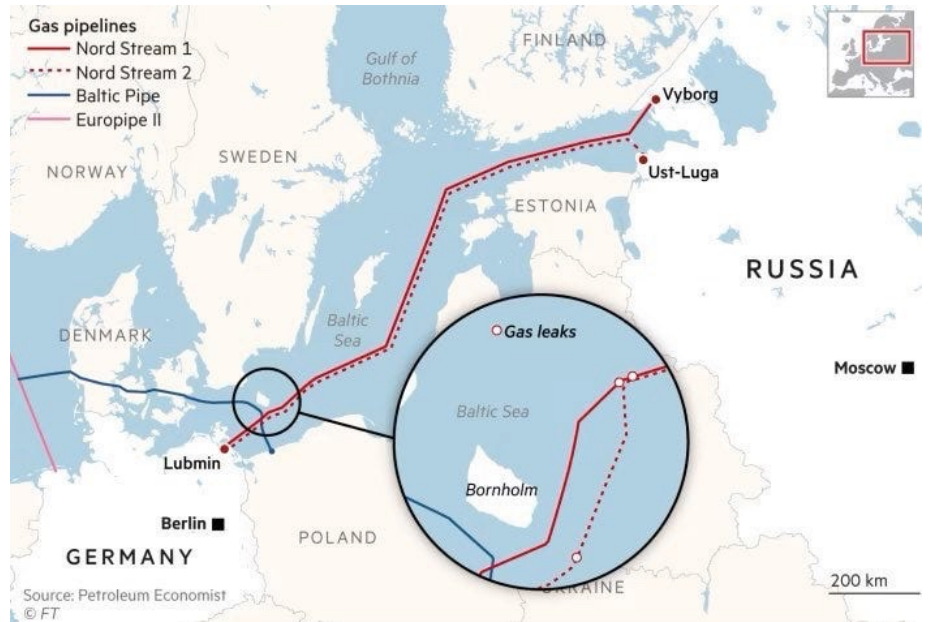 Gas pipelines
Nord Stream 1
Nord Stream 2
Baltic Pipe
Europipe II
Gulf of
Bothnia
FINLAND
Vyborg
NORWAY
SWEDEN
Ust-Luga
ESTONIA
RUSSIA
DENMARK
Baltic
Sea
Gas leaks
Moscow
Baltic Sea
Lubmin
Bornholm
Berlin
POLAND
GERMANY
UKRAINE
200 km
Source: Petroleum Economist
© FT